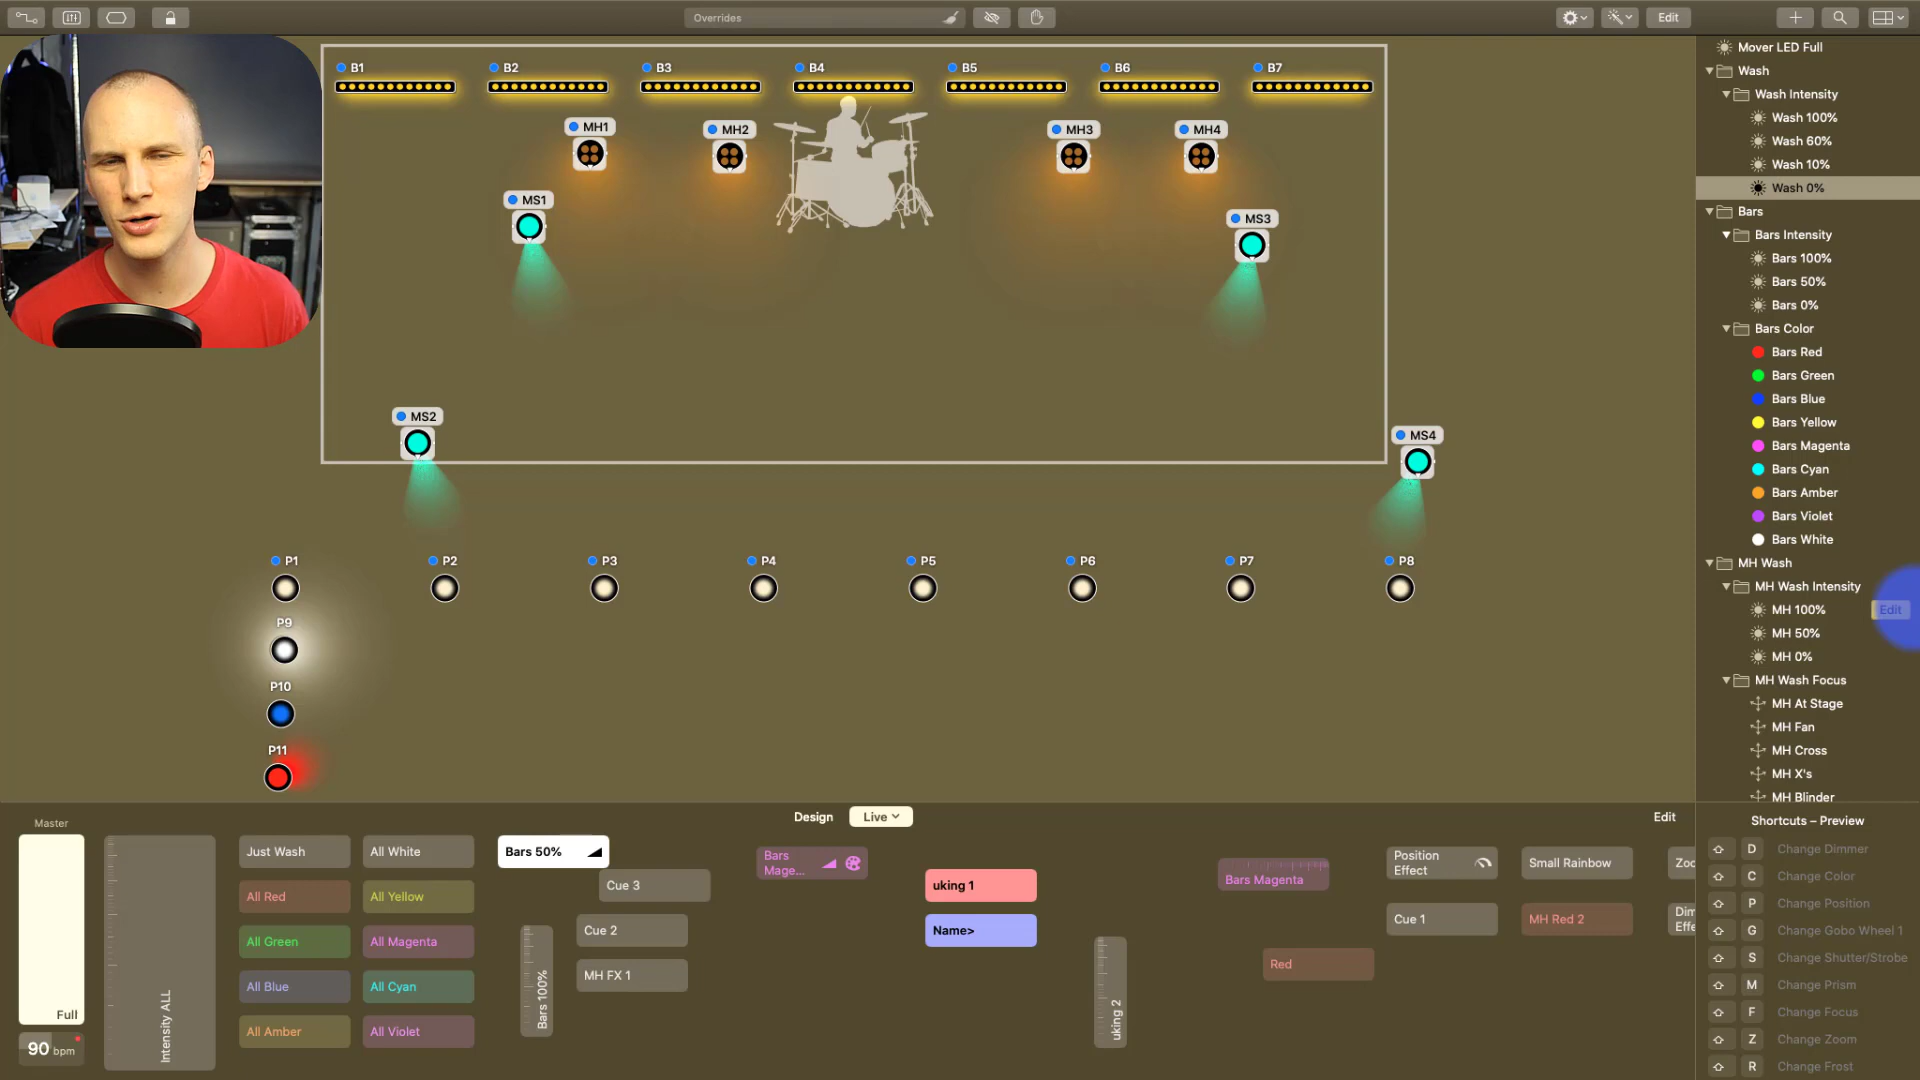 Overrides
Edit
B1
B2
B3
B4
B5
B6
B7
MH1
MH2
MH3
MH4
MS1
MS3
MS2
MS4
P1
P2
P3
P4
P5
P6
P7
P8
P9
P10
P11
Mover LED Full
Wash
Wash Intensity
Wash 100%
Wash 60%
Wash 10%
Wash 0%
Bars
Bars Intensity
Bars 100%
Bars 50%
Bars 0%
Bars Color
Bars Red
Bars Green
Bars Blue
Bars Yellow
Bars Magenta
Bars Cyan
Bars Amber
Bars Violet
Bars White
MH Wash
MH Wash Intensity
MH 100%
Edit
MH 50%
MH 0%
MH Wash Focus
MH At Stage
MH Fan
MH Cross
MH X's
MH Blinder
Design
Live
Edit
Master
Full
90 bpm
Intensity ALL
Just Wash
All White
All Red
All Yellow
All Green
All Magenta
All Blue
All Cyan
All Amber
All Violet
Bars 50%
Cue 3
Cue 2
MH FX 1
Bars 100%
Bars
Mage...
uking 1
Name>
uking 2
Bars Magenta
Red
Position
Effect
Small Rainbow
Zoo
Cue 1
MH Red 2
Dim
Effe
Shortcuts – Preview
D Change Dimmer
C Change Color
P Change Position
G Change Gobo Wheel 1
S Change Shutter/Strobe
M Change Prism
F Change Focus
Z Change Zoom
R Change Frost